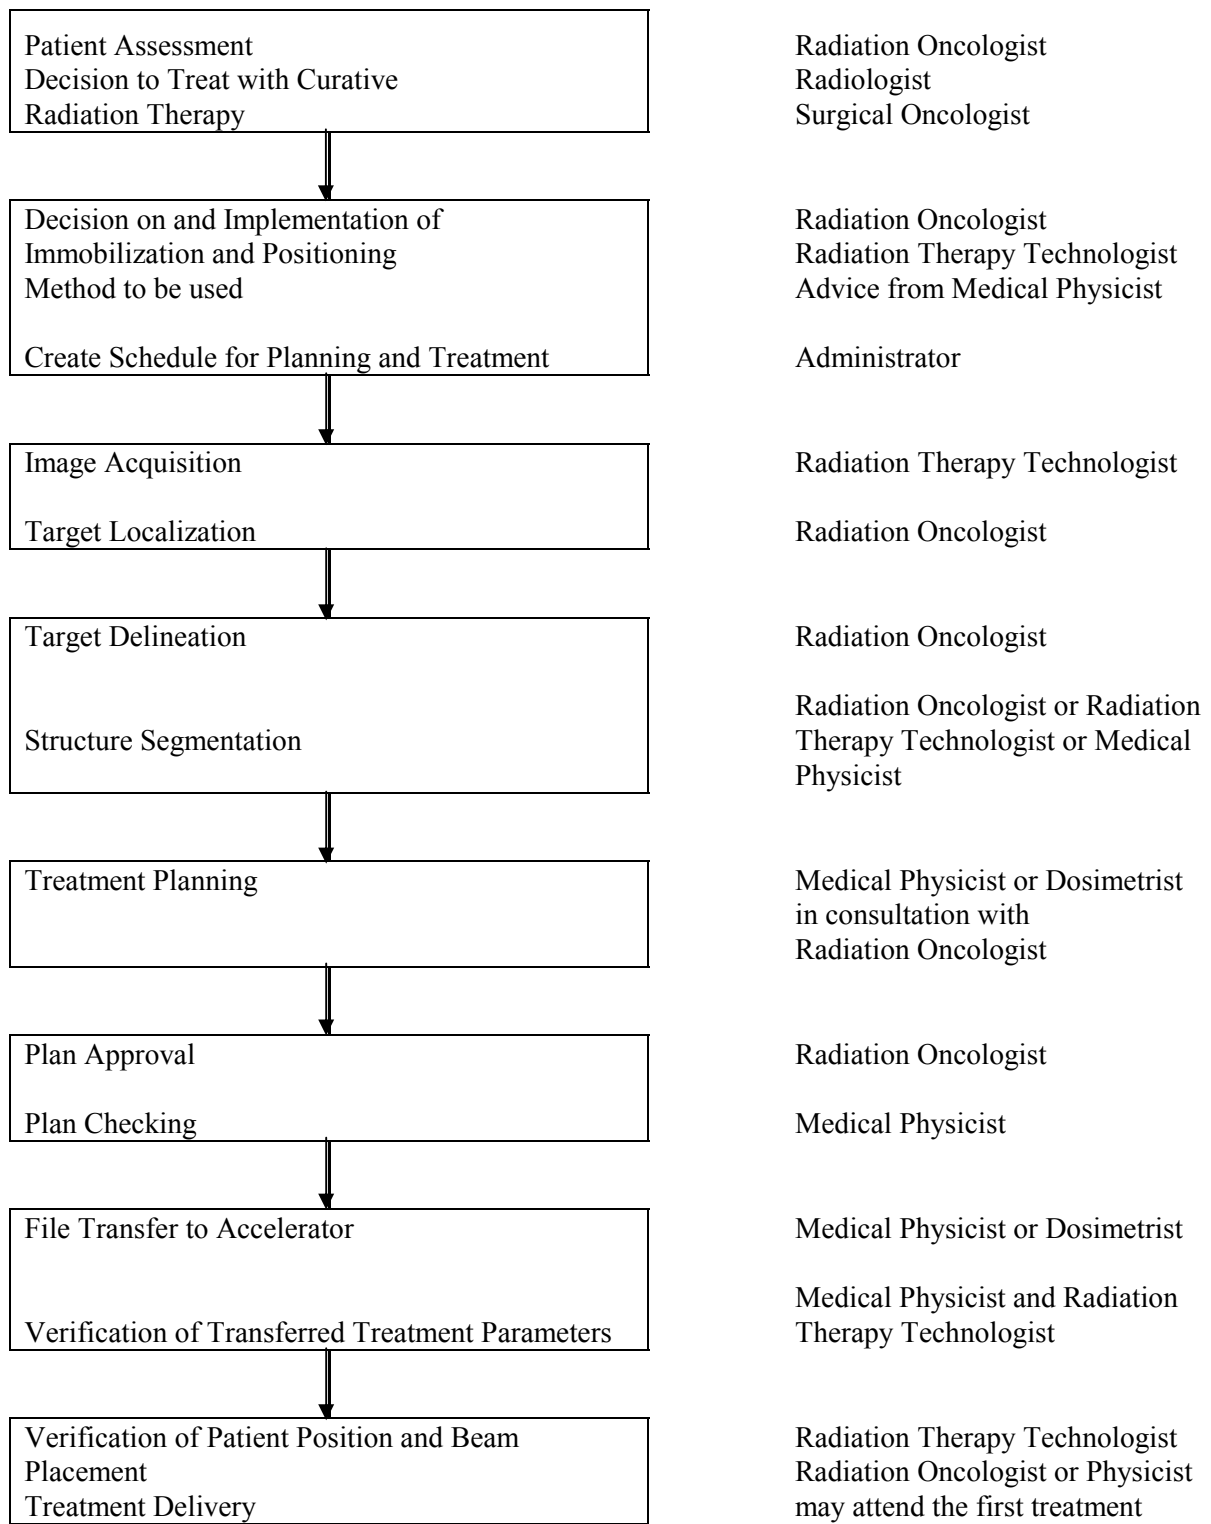 Patient Assessment
Radiation Oncologist
Decision to Treat with Curative
Radiologist
Radiation Therapy
Surgical Oncologist
Decision on and Implementation of
Radiation Oncologist
Immobilization and Positioning
Radiation Therapy Technologist
Method to be used
Advice from Medical Physicist
Create Schedule for Planning and Treatment
Administrator
Image Acquisition
Radiation Therapy Technologist
Target Localization
Radiation Oncologist
Target Delineation
Radiation Oncologist
Radiation Oncologist or Radiation
Structure Segmentation
Therapy Technologist or Medical
Physicist
Treatment Planning
Medical Physicist or Dosimetrist
in consultation with
Radiation Oncologist
Plan Approval
Radiation Oncologist
Plan Checking
Medical Physicist
File Transfer to Accelerator
Medical Physicist or Dosimetrist
Medical Physicist and Radiation
Verification of Transferred Treatment Parameters
Therapy Technologist
Verification of Patient Position and Beam
Radiation Therapy Technologist
Placement
Radiation Oncologist or Physicist
Treatment Delivery
may attend the first treatment